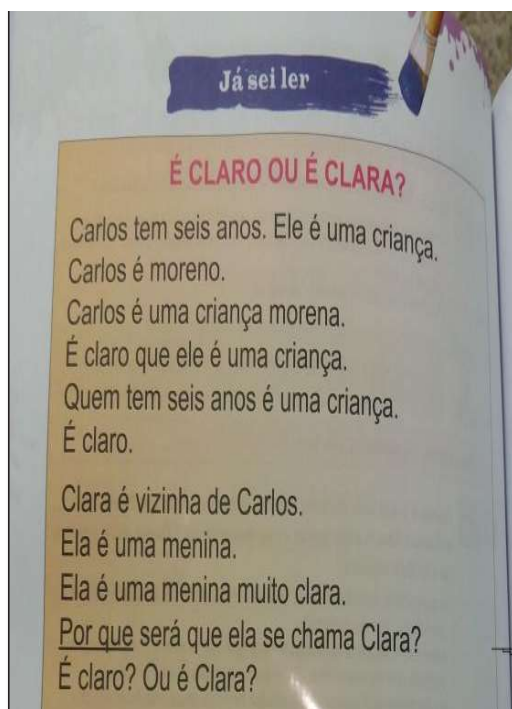 Já sei ler
É CLARO OU É CLARA?
Carlos tem seis anos. Ele é uma criança.
Carlos é moreno.
Carlos é uma criança morena.
É claro que ele é uma criança.
Quem tem seis anos é uma criança.
É claro.
Clara é vizinha de Carlos.
Ela é uma menina.
Ela é uma menina muito clara.
Por que será que ela se chama Clara?
É claro? Ou é Clara?